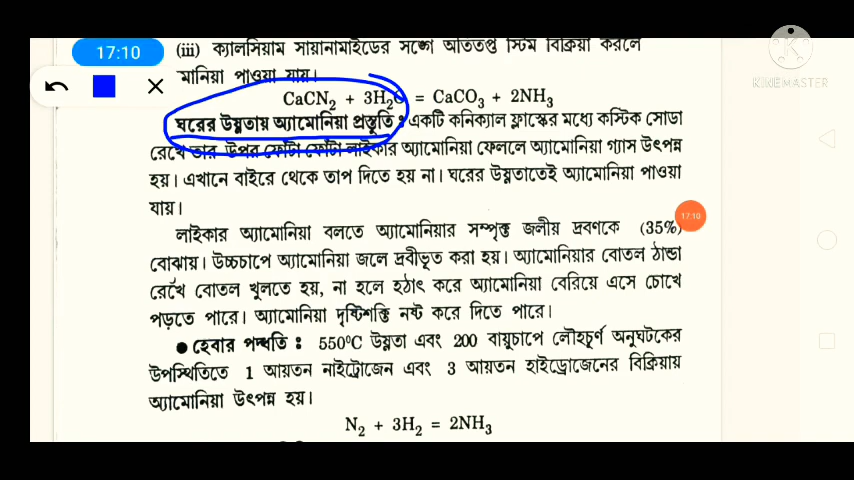 17:10
KINEMASTER
(iii) ক্যালসিয়াম সায়ানামাইডের সঙ্গে অতিতপ্ত স্টিম বিক্রিয়া করলে
মানিয়া পাওয়া যায়।
CaCN₂ + 3H₂O = CaCO₃ + 2NH₃
ঘরের উষ্ণতায় অ্যামোনিয়া প্রস্তুতি : একটি কনিক্যাল ফ্লাস্কের মধ্যে কস্টিক সোডা
রেখে তার উপর ফোঁটা ফোঁটা লাইকার অ্যামোনিয়া ফেললে অ্যামোনিয়া গ্যাস উৎপন্ন
হয়। এখানে বাইরে থেকে তাপ দিতে হয় না। ঘরের উষ্ণতাতেই অ্যামোনিয়া পাওয়া
যায়।
17:10
লাইকার অ্যামোনিয়া বলতে অ্যামোনিয়ার সম্পৃক্ত জলীয় দ্রবণকে (35%)
বোঝায়। উচ্চচাপে অ্যামোনিয়া জলে দ্রবীভূত করা হয়। অ্যামোনিয়ার বোতল ঠান্ডা
রেখে বোতল খুলতে হয়, না হলে হঠাৎ করে অ্যামোনিয়া বেরিয়ে এসে চোখে
পড়তে পারে। অ্যামোনিয়া দৃষ্টিশক্তি নষ্ট করে দিতে পারে।
● হেবার পদ্ধতি : 550⁰C উষ্ণতা এবং 200 বায়ুচাপে লৌহচূর্ণ অনুঘটকের
উপস্থিতিতে 1 আয়তন নাইট্রোজেন এবং 3 আয়তন হাইড্রোজেনের বিক্রিয়ায়
অ্যামোনিয়া উৎপন্ন হয়।
N₂ + 3H₂ = 2NH₃